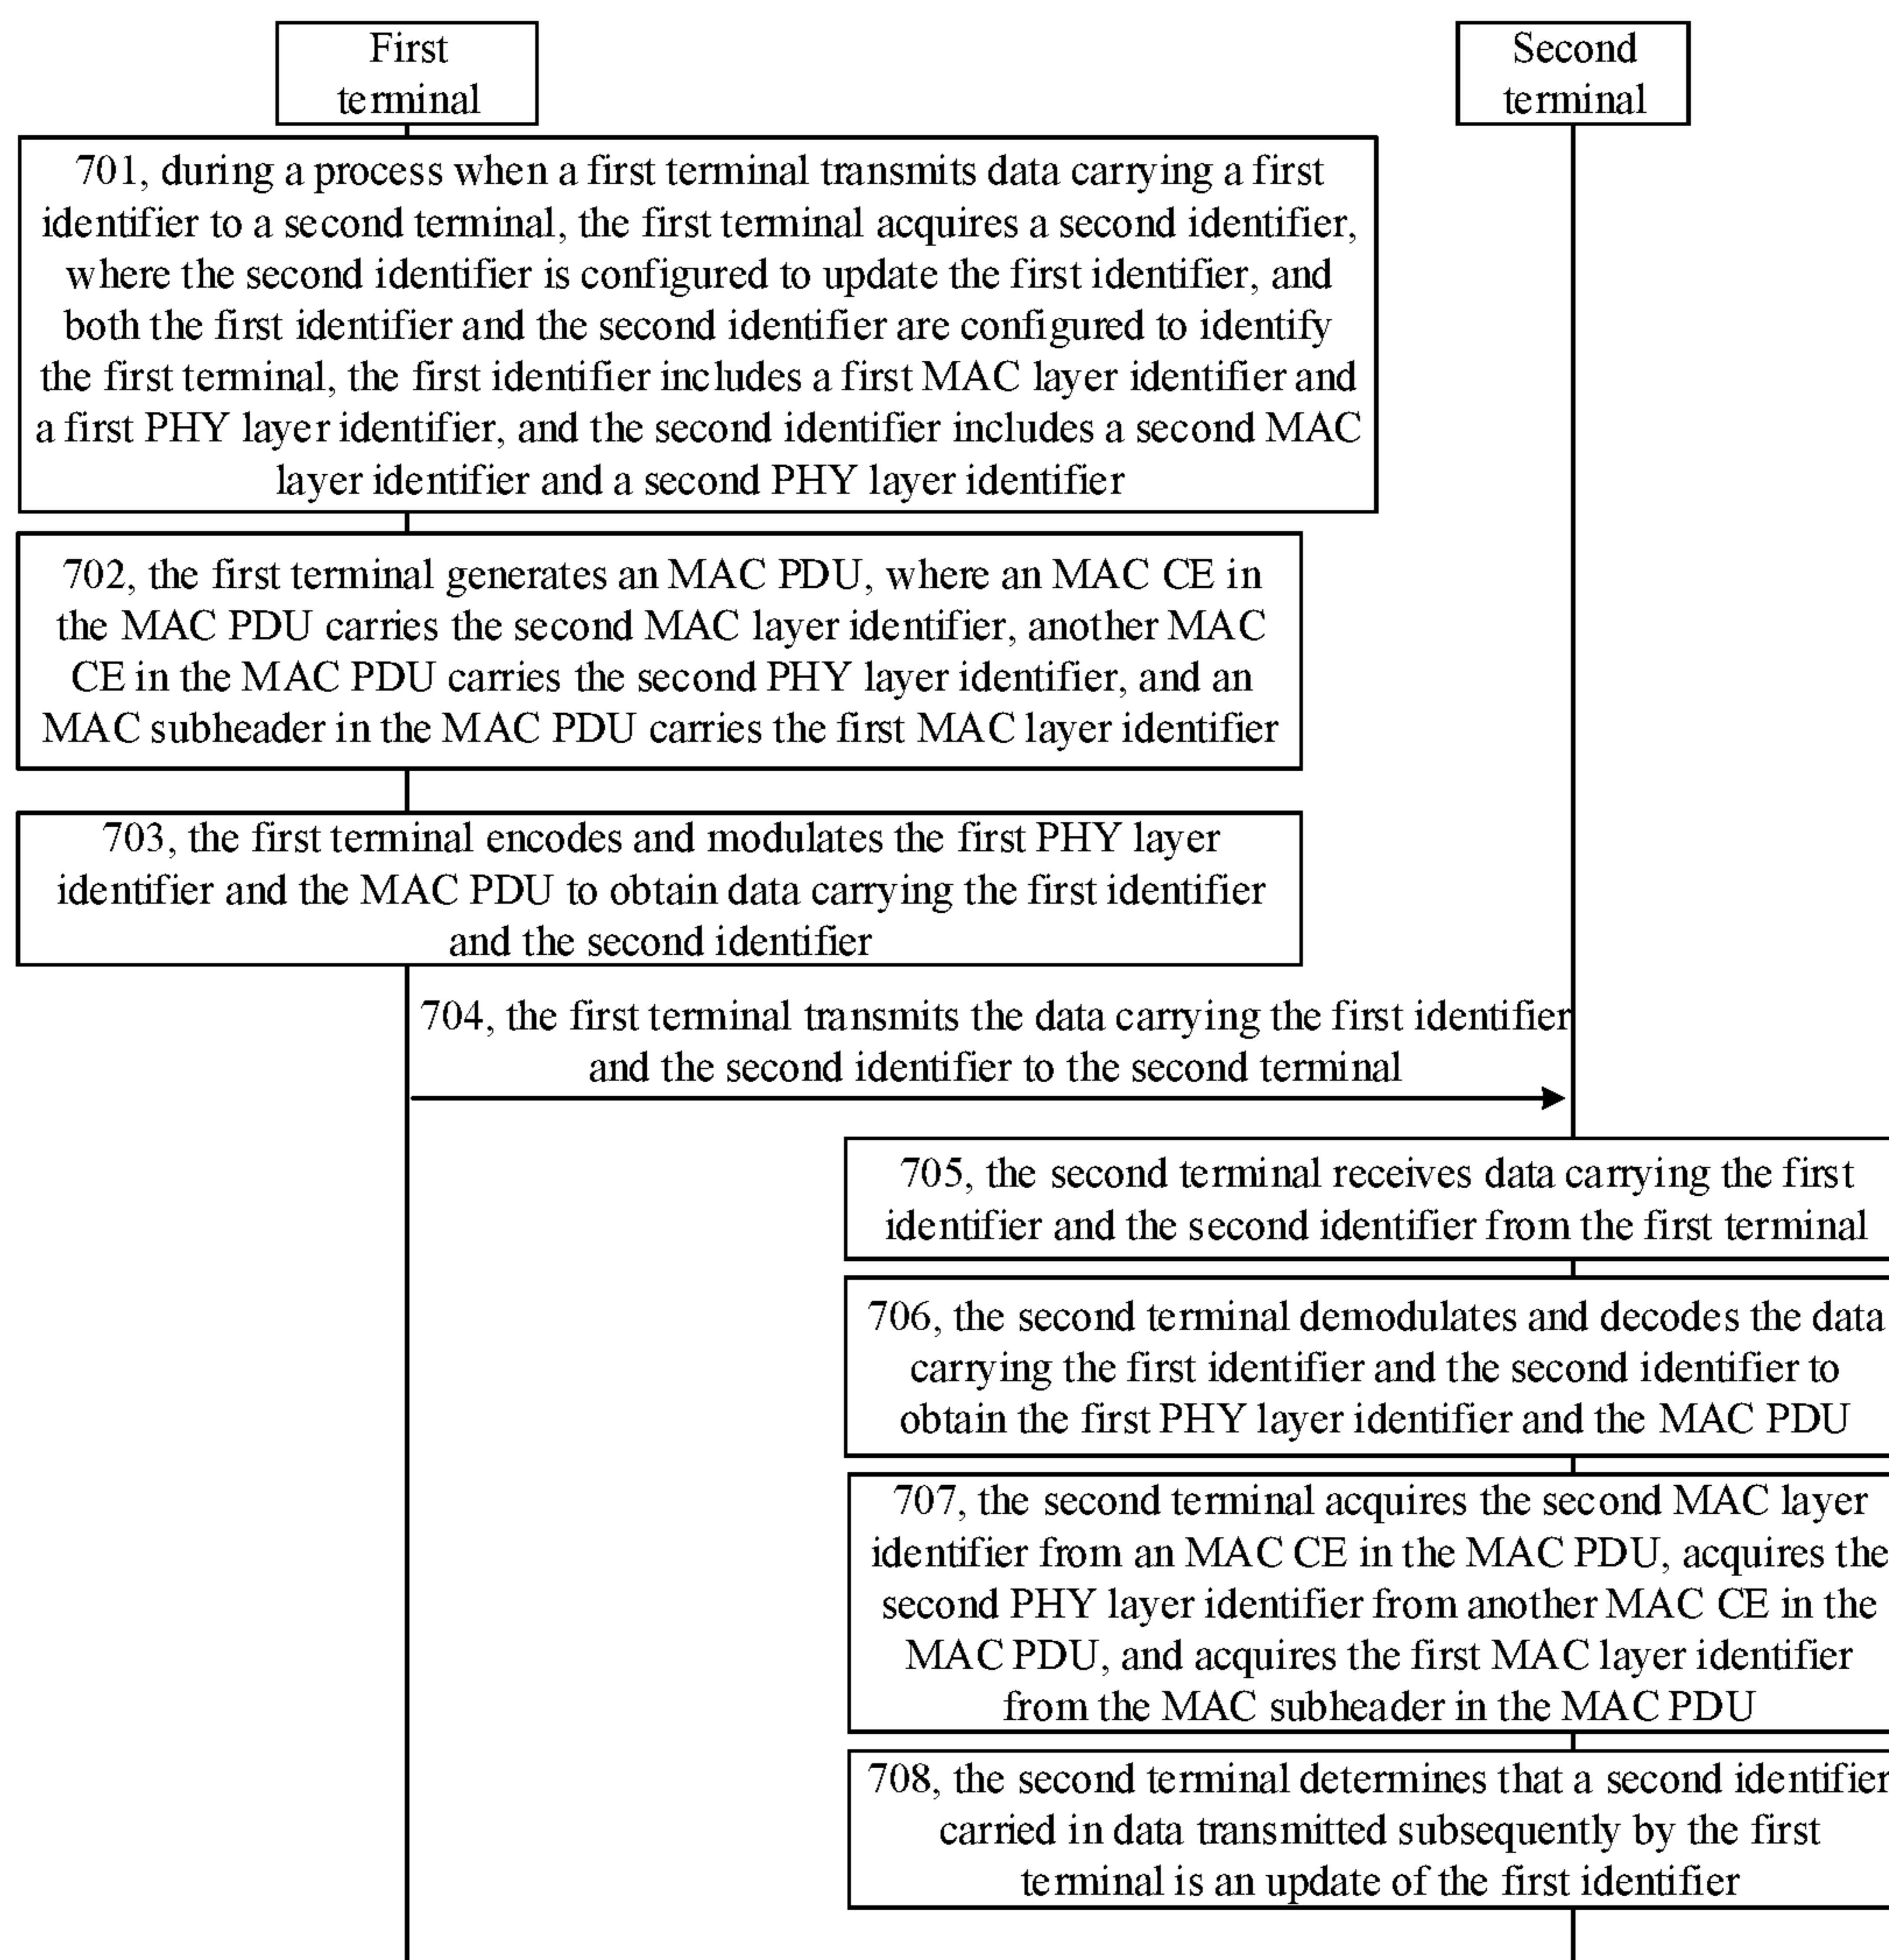 First
terminal
Second
terminal
701, during a process when a first terminal transmits data carrying a first
identifier to a second terminal, the first terminal acquires a second identifier,
where the second identifier is configured to update the first identifier, and
both the first identifier and the second identifier are configured to identify
the first terminal, the first identifier includes a first MAC layer identifier and
a first PHY layer identifier, and the second identifier includes a second MAC
layer identifier and a second PHY layer identifier
702, the first terminal generates an MAC PDU, where an MAC CE in
the MAC PDU carries the second MAC layer identifier, another MAC
CE in the MAC PDU carries the second PHY layer identifier, and an
MAC subheader in the MAC PDU carries the first MAC layer identifier
703, the first terminal encodes and modulates the first PHY layer
identifier and the MAC PDU to obtain data carrying the first identifier
and the second identifier
704, the first terminal transmits the data carrying the first identifier
and the second identifier to the second terminal
705, the second terminal receives data carrying the first
identifier and the second identifier from the first terminal
706, the second terminal demodulates and decodes the data
carrying the first identifier and the second identifier to
obtain the first PHY layer identifier and the MAC PDU
707, the second terminal acquires the second MAC layer
identifier from an MAC CE in the MAC PDU, acquires the
second PHY layer identifier from another MAC CE in the
MAC PDU, and acquires the first MAC layer identifier
from the MAC subheader in the MAC PDU
708, the second terminal determines that a second identifier
carried in data transmitted subsequently by the first
terminal is an update of the first identifier